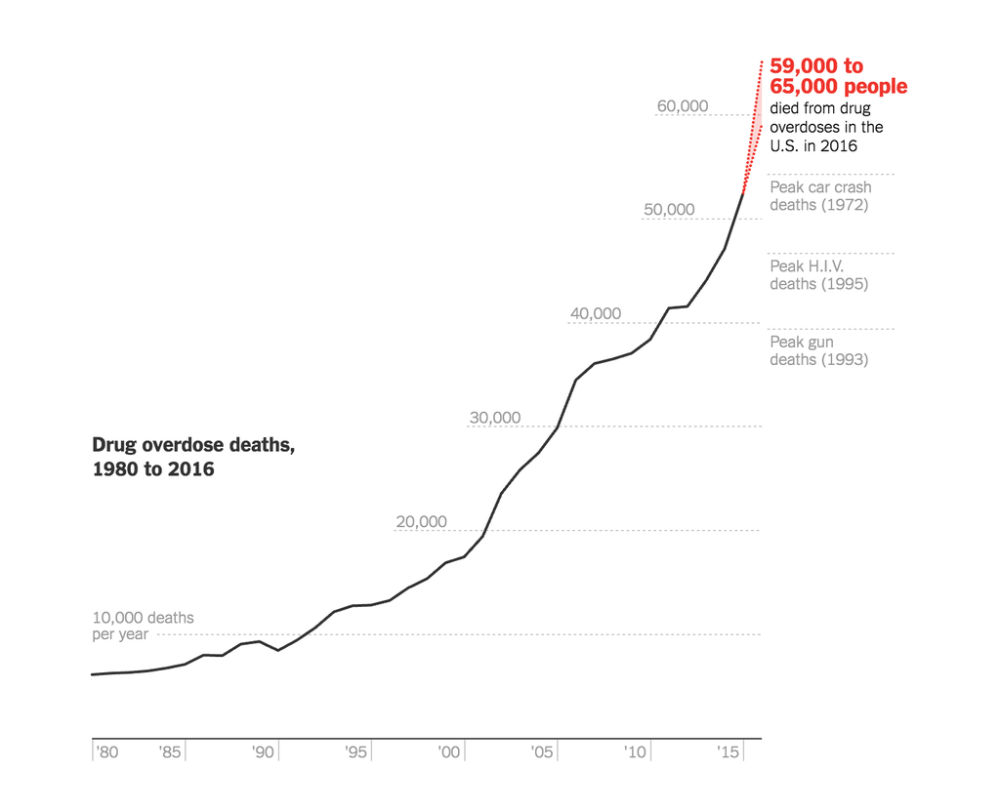 59,000 to
65,000 people
died from drug
overdoses in the
U.S. in 2016
60,000
Peak car crash
deaths (1972)
50,000
Peak H.I.V.
deaths (1995)
40,000
Peak gun
deaths (1993)
30,000
Drug overdose deaths,
1980 to 2016
20,000
10,000 deaths
per year
'80 '85 '90 '95 '00 '05 '10 '15